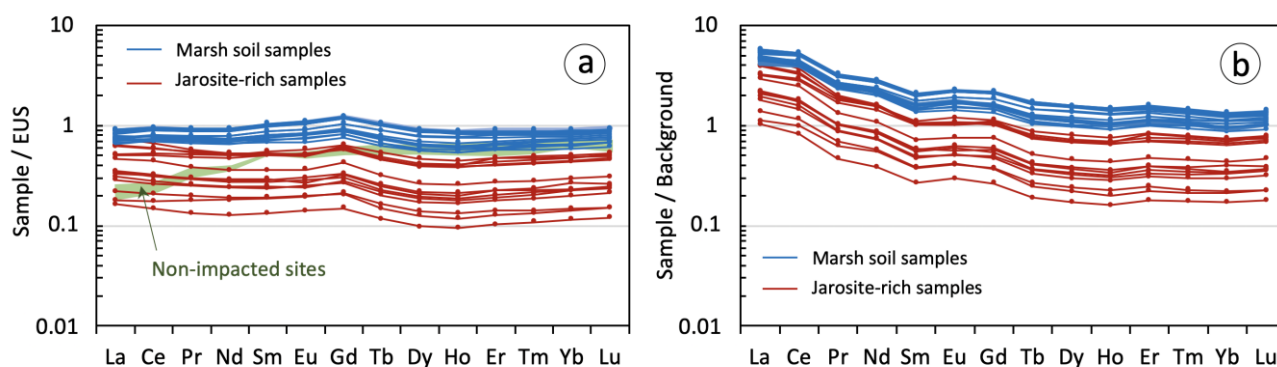 10
1
0.1
0.01
Sample / EUS
Marsh soil samples
Jarosite-rich samples
a
Non-impacted sites
La Ce Pr Nd Sm Eu Gd Tb Dy Ho Er Tm Yb Lu
10
1
0.1
0.01
Sample / Background
b
Marsh soil samples
Jarosite-rich samples
La Ce Pr Nd Sm Eu Gd Tb Dy Ho Er Tm Yb Lu